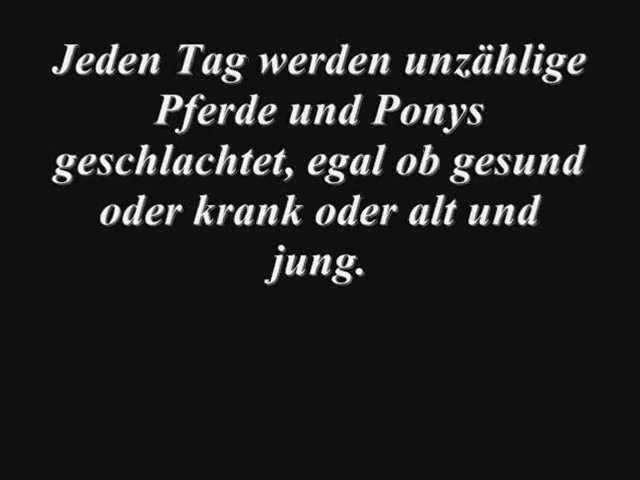 Jeden Tag werden unzählige
Pferde und Ponys
geschlachtet, egal ob gesund
oder krank oder alt und
jung.